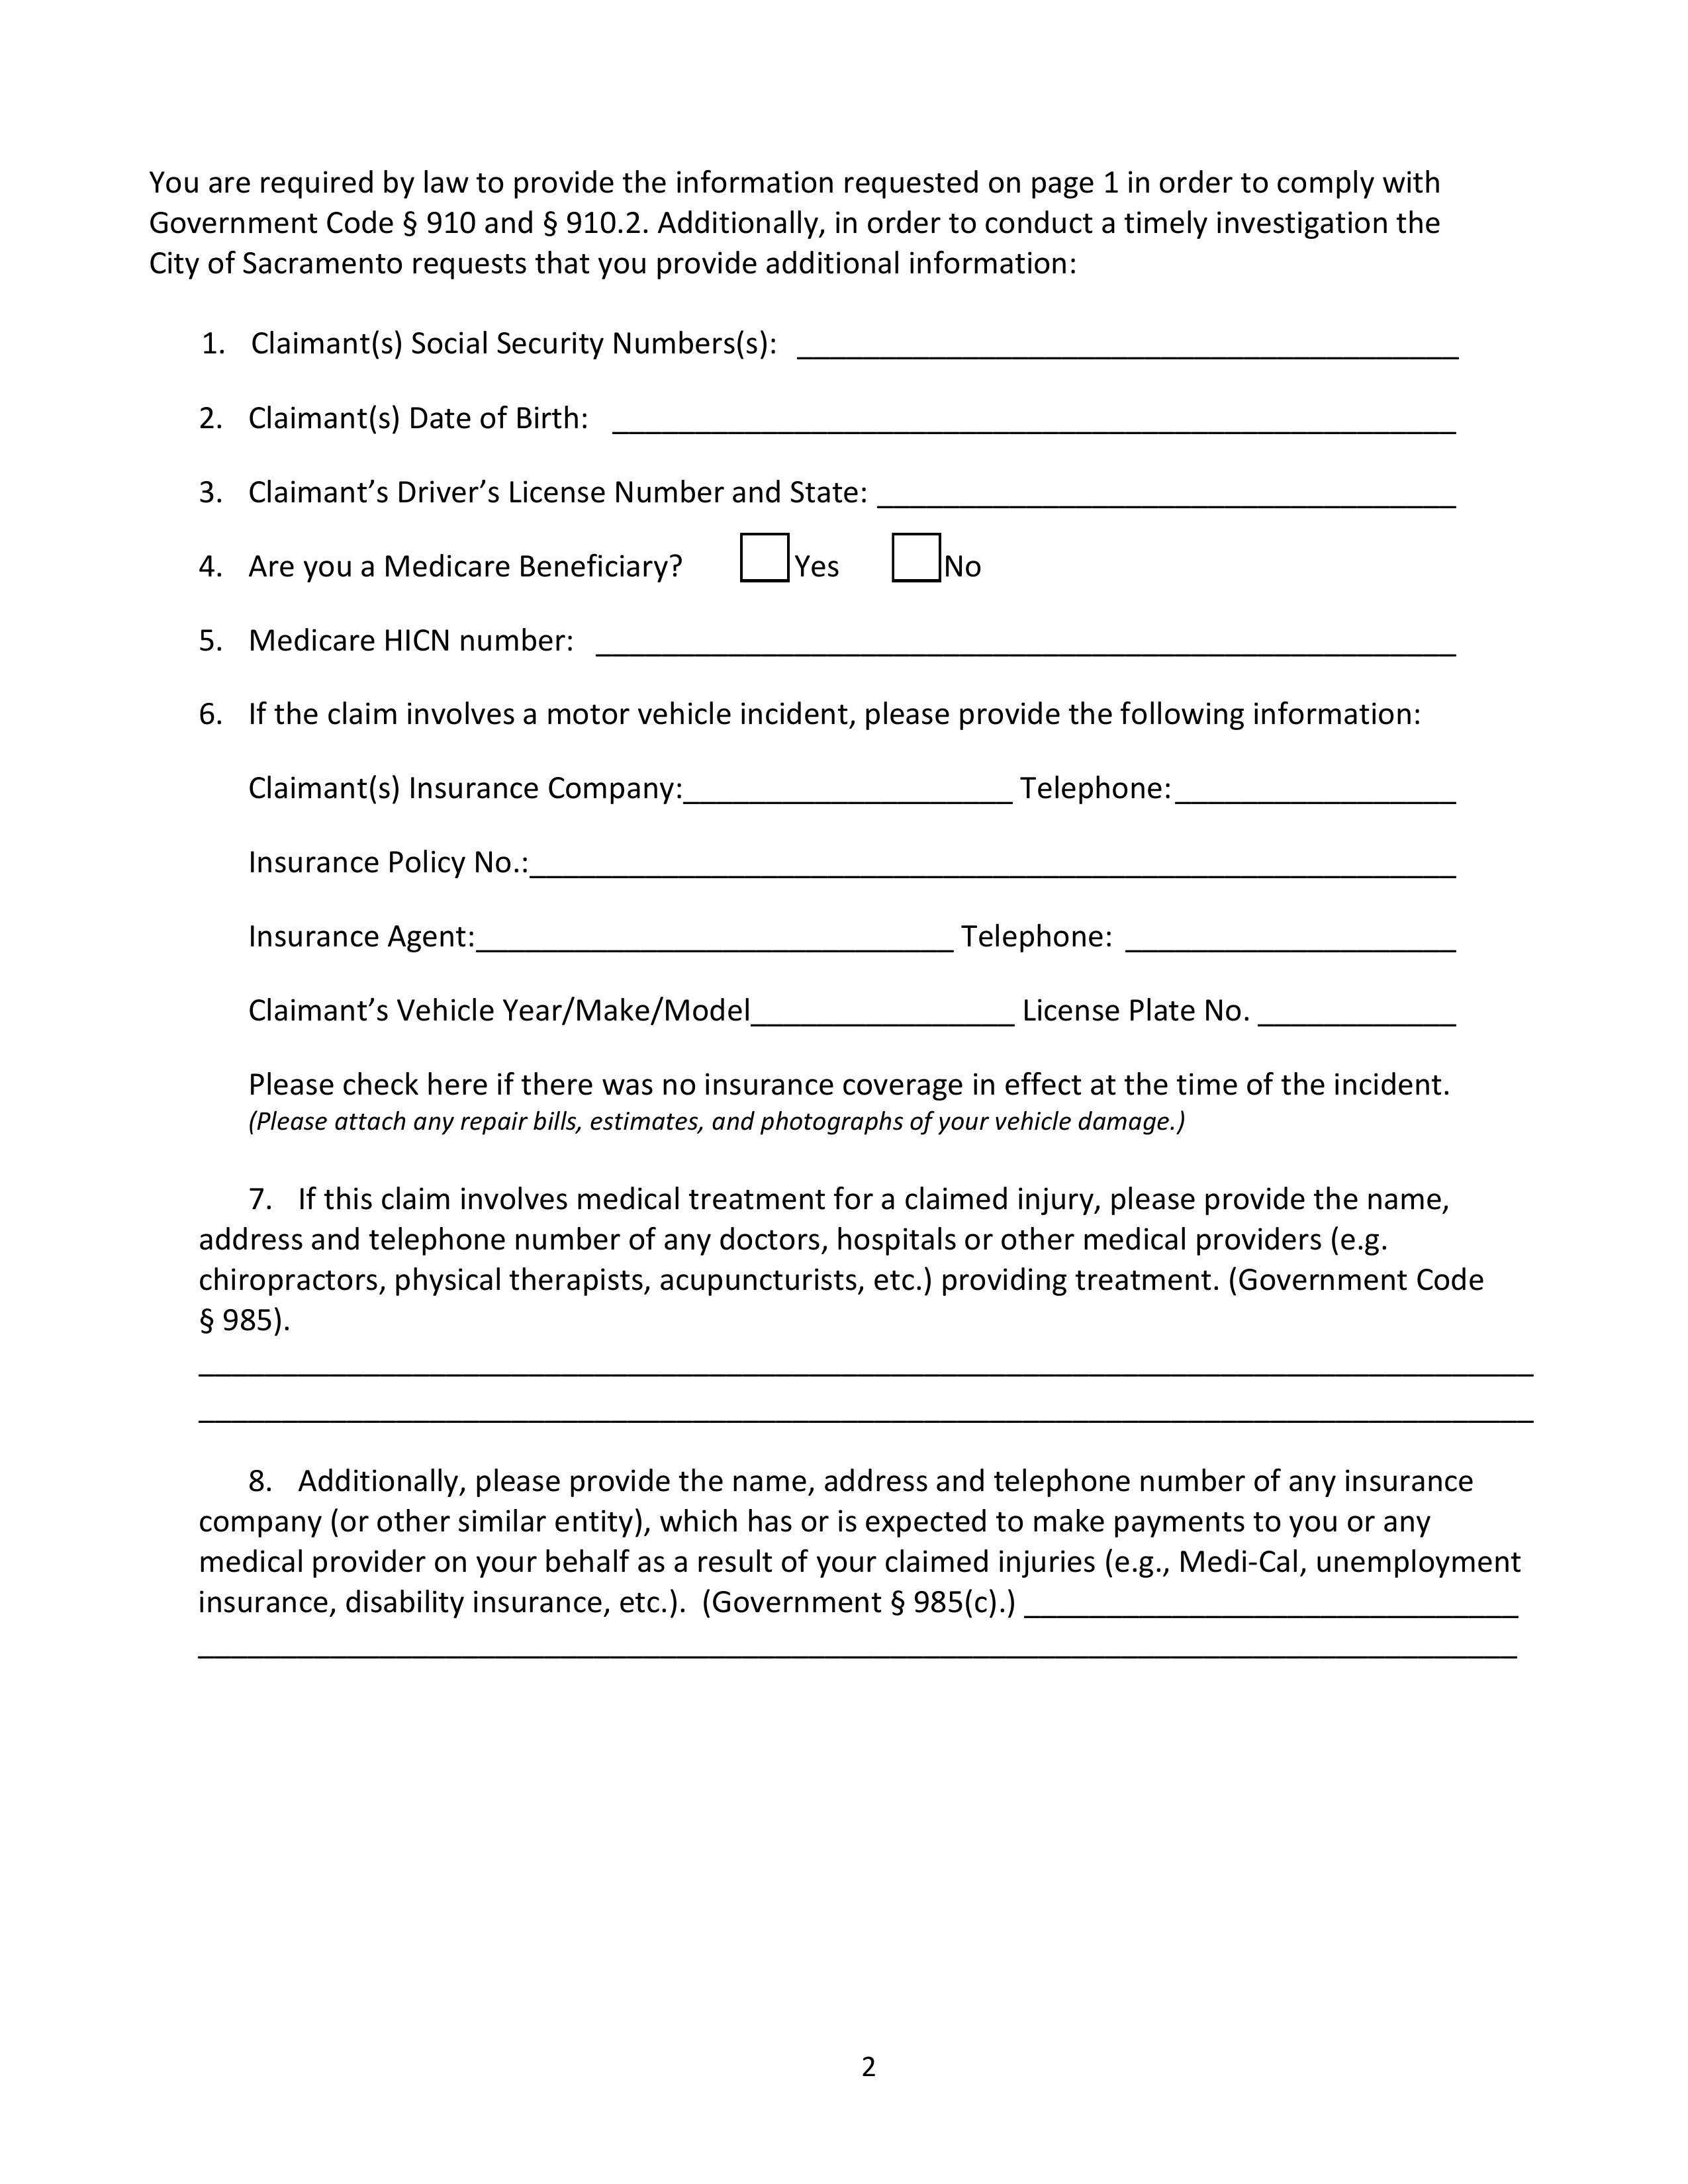 You are required by law to provide the information requested on page 1 in order to comply with
Government Code § 910 and § 910.2. Additionally, in order to conduct a timely investigation the
City of Sacramento requests that you provide additional information:
1. Claimant(s) Social Security Numbers(s): ________________________________________
2. Claimant(s) Date of Birth: ___________________________________________________
3. Claimant’s Driver’s License Number and State: ___________________________________
4. Are you a Medicare Beneficiary? Yes No
5. Medicare HICN number: ____________________________________________________
6. If the claim involves a motor vehicle incident, please provide the following information:
Claimant(s) Insurance Company:____________________ Telephone:_________________
Insurance Policy No.:________________________________________________________
Insurance Agent:_____________________________ Telephone: ____________________
Claimant’s Vehicle Year/Make/Model________________ License Plate No. ____________
Please check here if there was no insurance coverage in effect at the time of the incident.
(Please attach any repair bills, estimates, and photographs of your vehicle damage.)
7. If this claim involves medical treatment for a claimed injury, please provide the name,
address and telephone number of any doctors, hospitals or other medical providers (e.g.
chiropractors, physical therapists, acupuncturists, etc.) providing treatment. (Government Code
§ 985).
_________________________________________________________________________________
_________________________________________________________________________________
8. Additionally, please provide the name, address and telephone number of any insurance
company (or other similar entity), which has or is expected to make payments to you or any
medical provider on your behalf as a result of your claimed injuries (e.g., Medi-Cal, unemployment
insurance, disability insurance, etc.). (Government § 985(c).) ______________________________
________________________________________________________________________________
2